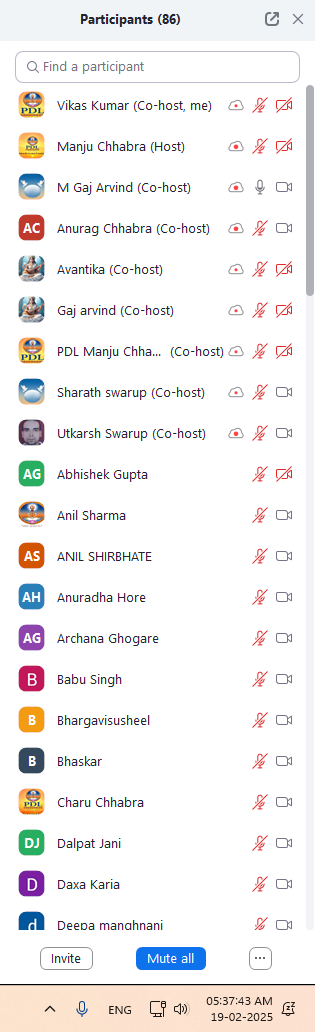 Participants (86)
Find a participant
PDL Vikas Kumar (Co-host, me)
PDL Manju Chhabra (Host)
M Gaj Arvind (Co-host)
AC Anurag Chhabra (Co-host)
Avantika (Co-host)
Gaj arvind (Co-host)
PDL PDL Manju Chha... (Co-host)
Sharath swarup (Co-host)
Utkarsh Swarup (Co-host)
AG Abhishek Gupta
Anil Sharma
AS ANIL SHIRBHATE
AH Anuradha Hore
AG Archana Ghogare
B Babu Singh
B Bhargavisusheel
B Bhaskar
PDL Charu Chhabra
DJ Dalpat Jani
D Daxa Karia
d Deepa manghnani
Invite Mute all ...
ENG 05:37:43 AM
19-02-2025